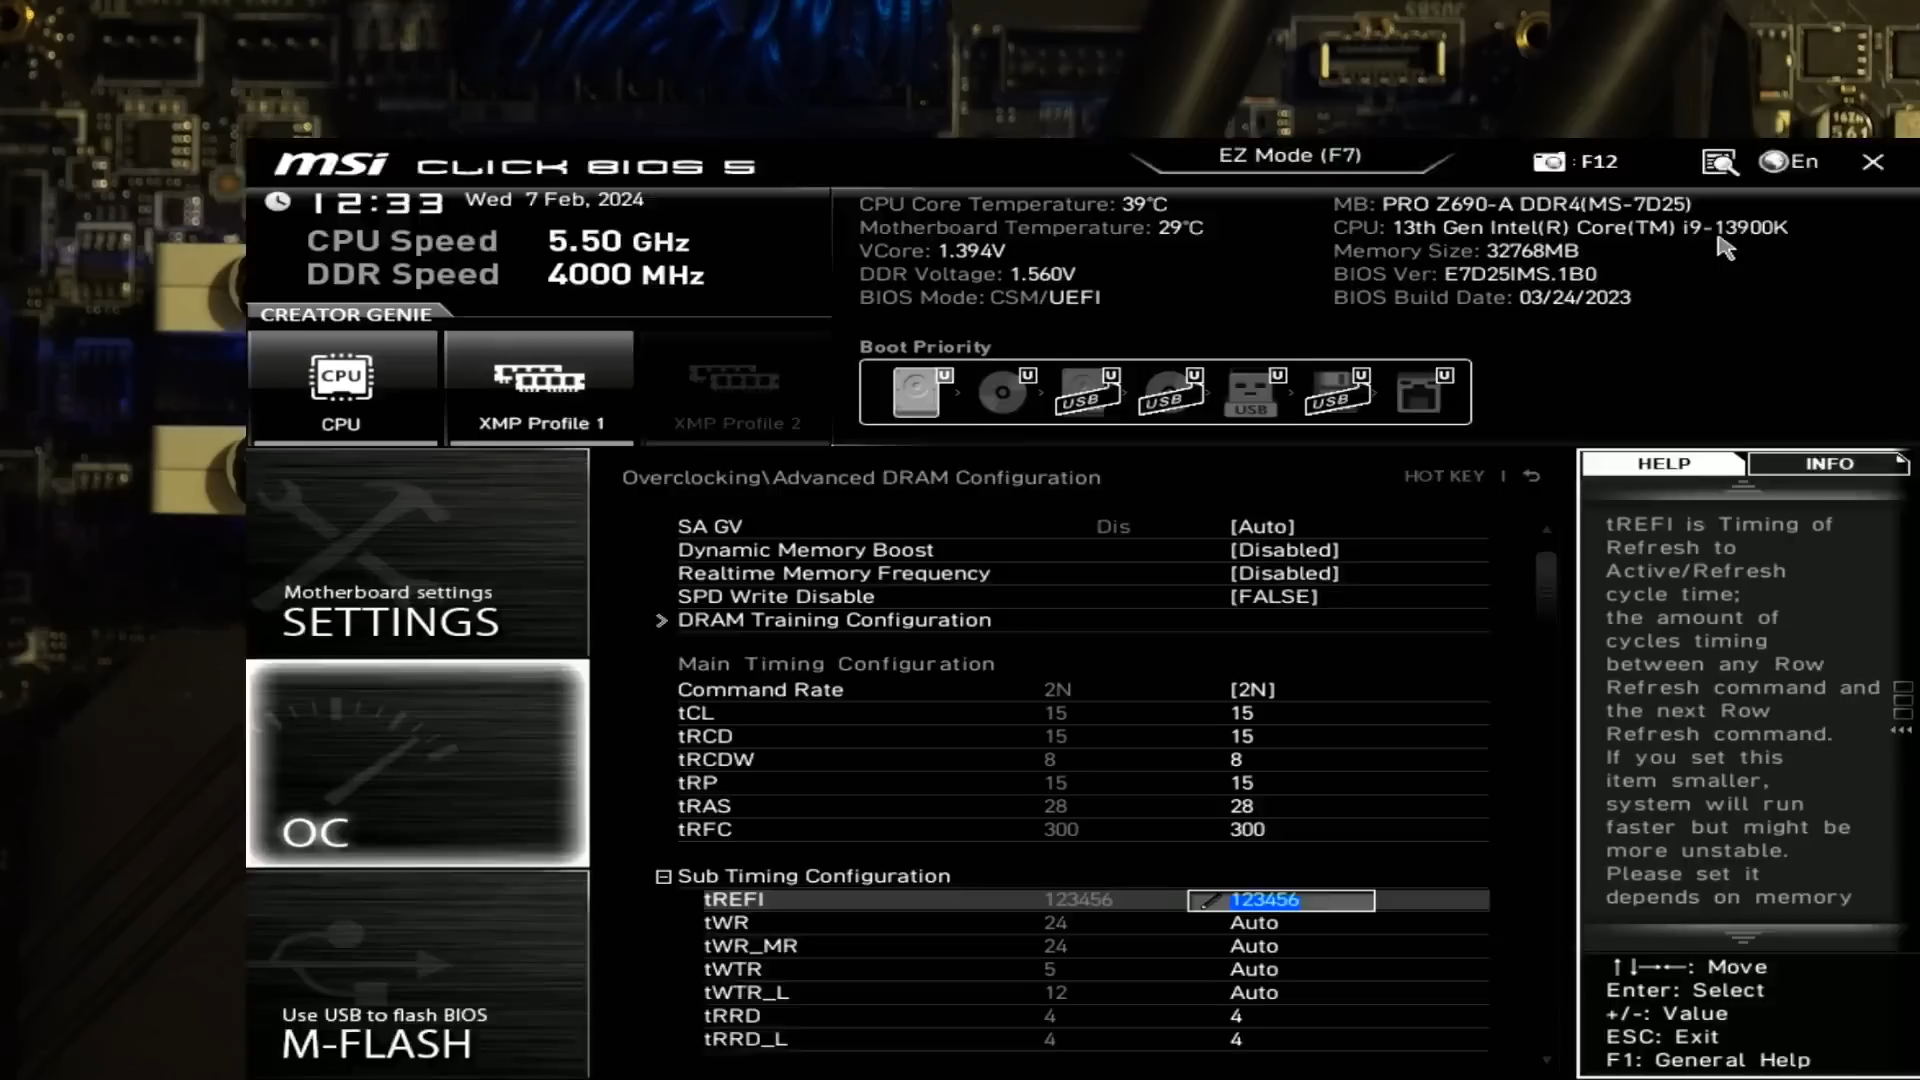 msi CLICK BIOS 5
EZ Mode (F7)
: F12
En
12:33 Wed 7 Feb, 2024
CPU Speed 5.50 GHz
DDR Speed 4000 MHz
CPU Core Temperature: 39°C
Motherboard Temperature: 29°C
VCore: 1.394V
DDR Voltage: 1.560V
BIOS Mode: CSM/UEFI
MB: PRO Z690-A DDR4(MS-7D25)
CPU: 13th Gen Intel(R) Core(TM) i9-13900K
Memory Size: 32768MB
BIOS Ver: E7D25IMS.1B0
BIOS Build Date: 03/24/2023
CREATOR GENIE
CPU
CPU
XMP Profile 1
XMP Profile 2
Boot Priority
U U U U U U U
USB USB USB USB
Motherboard settings
SETTINGS
OC
Use USB to flash BIOS
M-FLASH
Overclocking\Advanced DRAM Configuration
HOT KEY |
SA GV Dis [Auto]
Dynamic Memory Boost [Disabled]
Realtime Memory Frequency [Disabled]
SPD Write Disable [FALSE]
> DRAM Training Configuration
Main Timing Configuration
Command Rate 2N [2N]
tCL 15 15
tRCD 15 15
tRCDW 8 8
tRP 15 15
tRAS 28 28
tRFC 300 300
Sub Timing Configuration
tREFI 123456 123456
tWR 24 Auto
tWR_MR 24 Auto
tWTR 5 Auto
tWTR_L 12 Auto
tRRD 4 4
tRRD_L 4 4
HELP
INFO
tREFI is Timing of
Refresh to
Active/Refresh
cycle time;
the amount of
cycles timing
between any Row
Refresh command and
the next Row
Refresh command.
If you set this
item smaller,
system will run
faster but might be
more unstable.
Please set it
depends on memory
↑↓→←: Move
Enter: Select
+/-: Value
ESC: Exit
F1: General Help